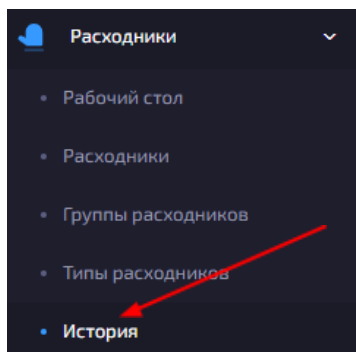 Расходники
Рабочий стол
Расходники
Группы расходников
Типы расходников
История